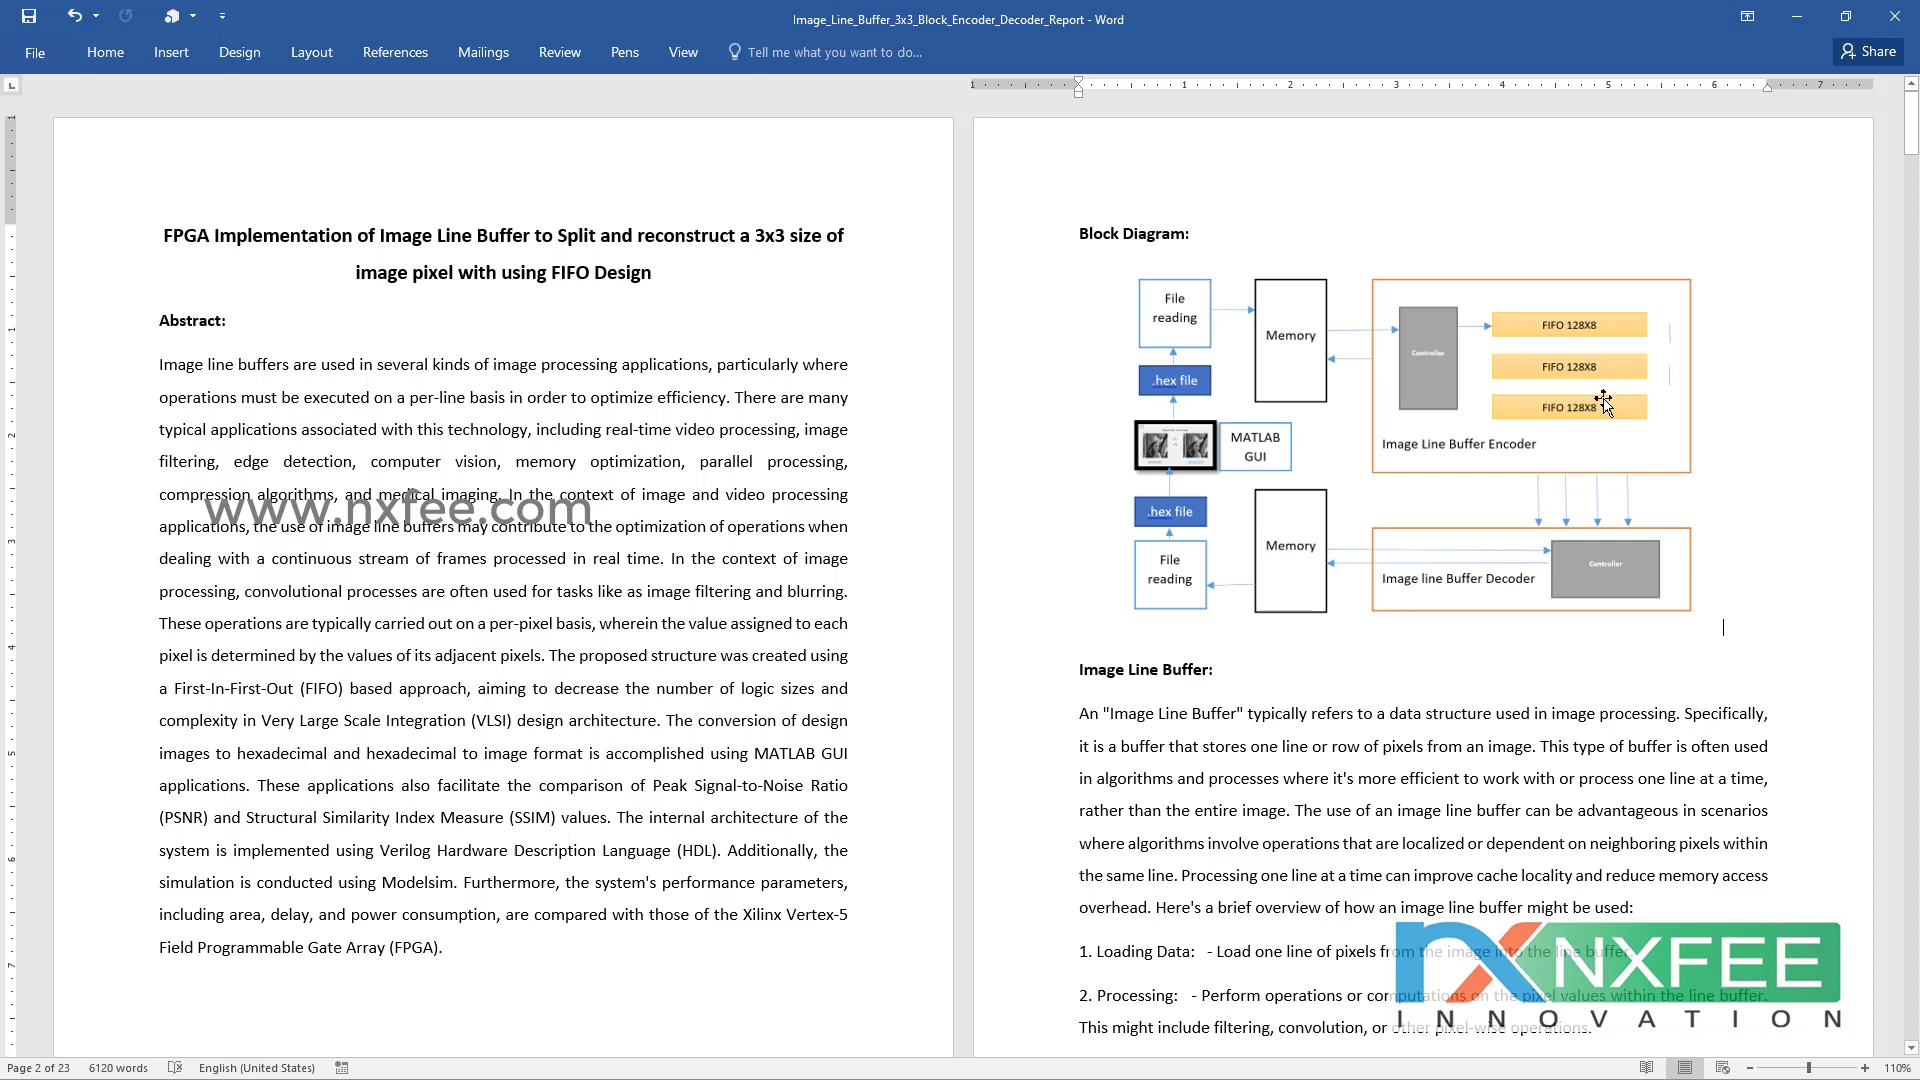 Image_Line_Buffer_3x3_Block_Encoder_Decoder_Report - Word
File Home Insert Design Layout References Mailings Review Pens View Tell me what you want to do... Share
1 1 2 3 4 5 6 7
FPGA Implementation of Image Line Buffer to Split and reconstruct a 3x3 size of
image pixel with using FIFO Design
Abstract:
Image line buffers are used in several kinds of image processing applications, particularly where
operations must be executed on a per-line basis in order to optimize efficiency. There are many
typical applications associated with this technology, including real-time video processing, image
filtering, edge detection, computer vision, memory optimization, parallel processing,
compression algorithms, and medical imaging. In the context of image and video processing
www.nxfee.com
applications, the use of image line buffers may contribute to the optimization of operations when
dealing with a continuous stream of frames processed in real time. In the context of image
processing, convolutional processes are often used for tasks like as image filtering and blurring.
These operations are typically carried out on a per-pixel basis, wherein the value assigned to each
pixel is determined by the values of its adjacent pixels. The proposed structure was created using
a First-In-First-Out (FIFO) based approach, aiming to decrease the number of logic sizes and
complexity in Very Large Scale Integration (VLSI) design architecture. The conversion of design
images to hexadecimal and hexadecimal to image format is accomplished using MATLAB GUI
applications. These applications also facilitate the comparison of Peak Signal-to-Noise Ratio
(PSNR) and Structural Similarity Index Measure (SSIM) values. The internal architecture of the
system is implemented using Verilog Hardware Description Language (HDL). Additionally, the
simulation is conducted using Modelsim. Furthermore, the system's performance parameters,
including area, delay, and power consumption, are compared with those of the Xilinx Vertex-5
Field Programmable Gate Array (FPGA).
Block Diagram:
File
reading
Memory
Controller
FIFO 128X8
FIFO 128X8
FIFO 128X8
.hex file
MATLAB
GUI
Image Line Buffer Encoder
.hex file
File
reading
Memory
Controller
Image line Buffer Decoder
Image Line Buffer:
An "Image Line Buffer" typically refers to a data structure used in image processing. Specifically,
it is a buffer that stores one line or row of pixels from an image. This type of buffer is often used
in algorithms and processes where it's more efficient to work with or process one line at a time,
rather than the entire image. The use of an image line buffer can be advantageous in scenarios
where algorithms involve operations that are localized or dependent on neighboring pixels within
the same line. Processing one line at a time can improve cache locality and reduce memory access
overhead. Here's a brief overview of how an image line buffer might be used:
1. Loading Data: - Load one line of pixels from the image into the line buffer.
2. Processing: - Perform operations or computations on the pixel values within the line buffer.
This might include filtering, convolution, or other pixel-wise operations.
NXFEE
INNOVATION
Page 2 of 23 6120 words English (United States) 110%